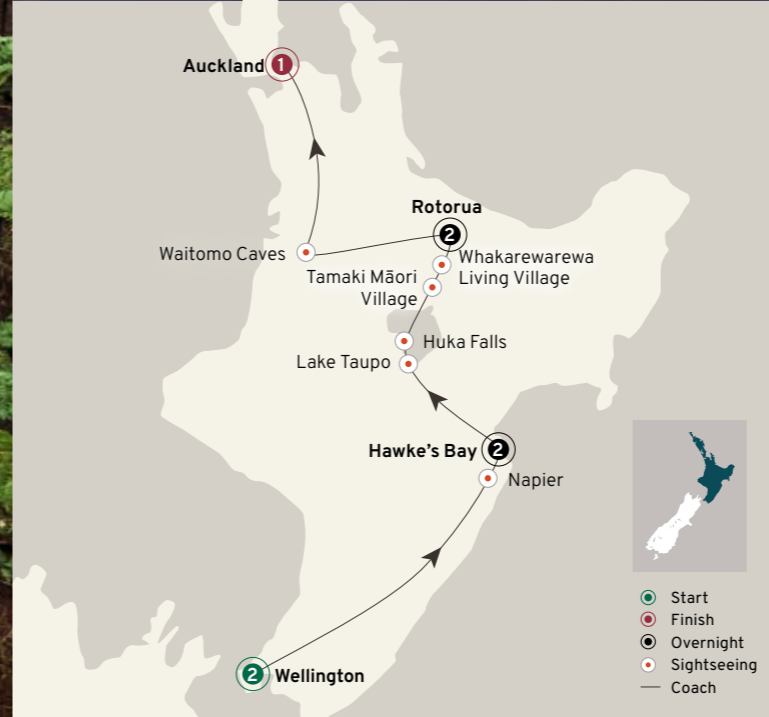 Auckland 1
Rotorua
2
Waitomo Caves
Whakarewarewa
Living Village
Tamaki Māori
Village
Huka Falls
Lake Taupo
Hawke's Bay 2
Napier
2 Wellington
Start
Finish
Overnight
Sightseeing
Coach